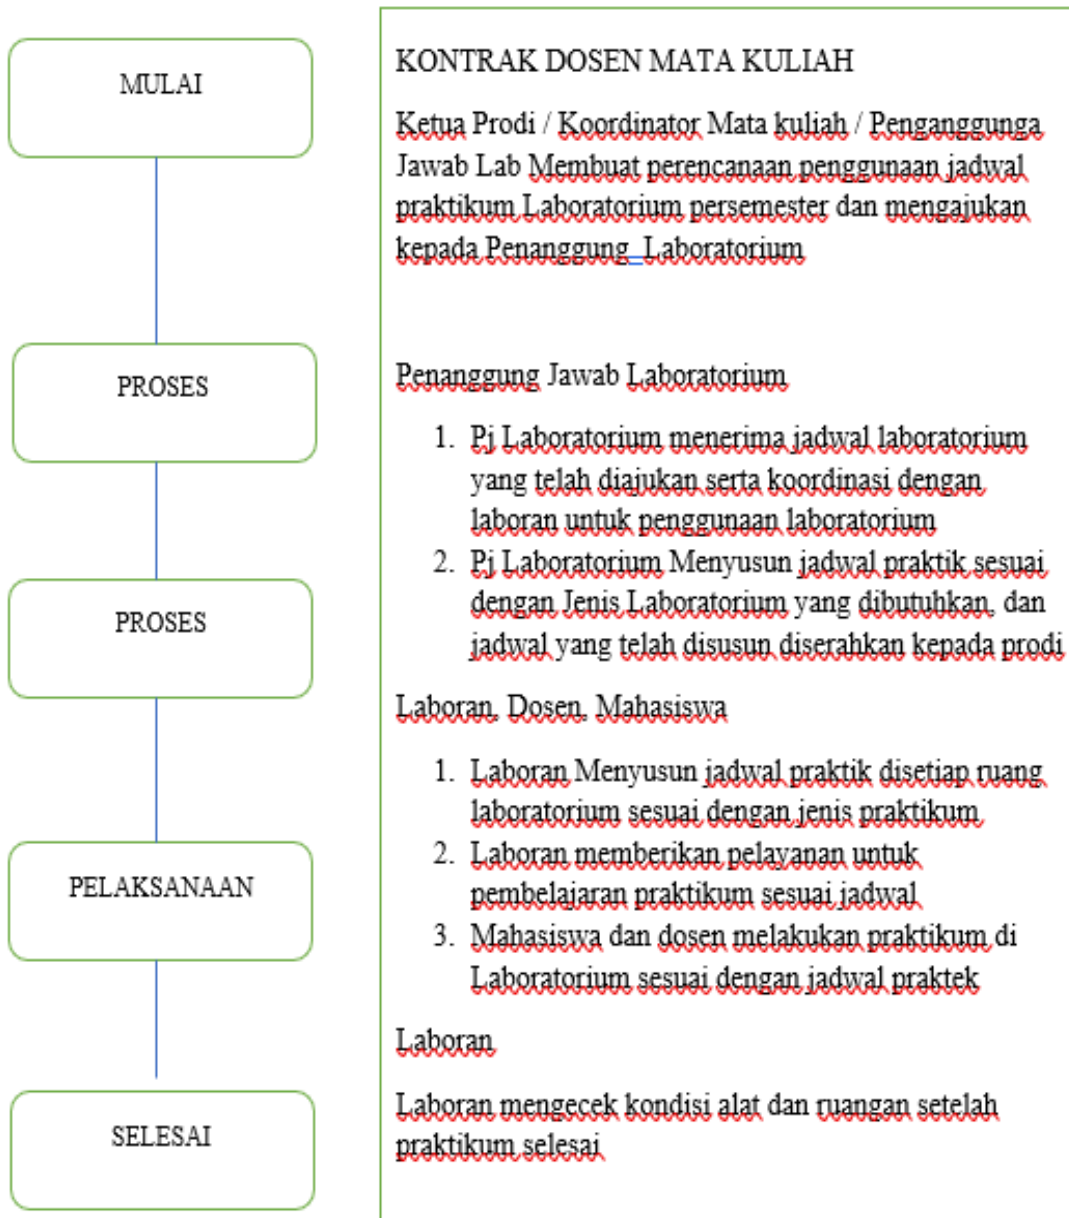 MULAI
PROSES
PROSES
PELAKSANAAN
SELESAI
KONTRAK DOSEN MATA KULIAH
Ketua Prodi / Koordinator Mata kuliah / Penganggunga
Jawab Lab Membuat perencanaan penggunaan jadwal
praktikum Laboratorium persemester dan mengajukan
kepada Penanggung Laboratorium
Penanggung Jawab Laboratorium
1. Pj Laboratorium menerima jadwal laboratorium
yang telah diajukan serta koordinasi dengan
laboran untuk penggunaan laboratorium
2. Pj Laboratorium Menyusun jadwal praktik sesuai
dengan Jenis Laboratorium yang dibutuhkan, dan
jadwal yang telah disusun diserahkan kepada prodi
Laboran, Dosen, Mahasiswa
1. Laboran Menyusun jadwal praktik disetiap ruang
laboratorium sesuai dengan jenis praktikum
2. Laboran memberikan pelayanan untuk
pembelajaran praktikum sesuai jadwal
3. Mahasiswa dan dosen melakukan praktikum di
Laboratorium sesuai dengan jadwal praktek
Laboran
Laboran mengecek kondisi alat dan ruangan setelah
praktikum selesai